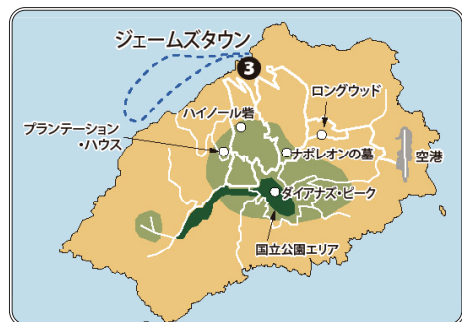 ジェームズタウン
3
ロングウッド
ハイノール砦
プランテーション
・ハウス
ナポレオンの墓
空港
ダイアナズ・ピーク
国立公園エリア